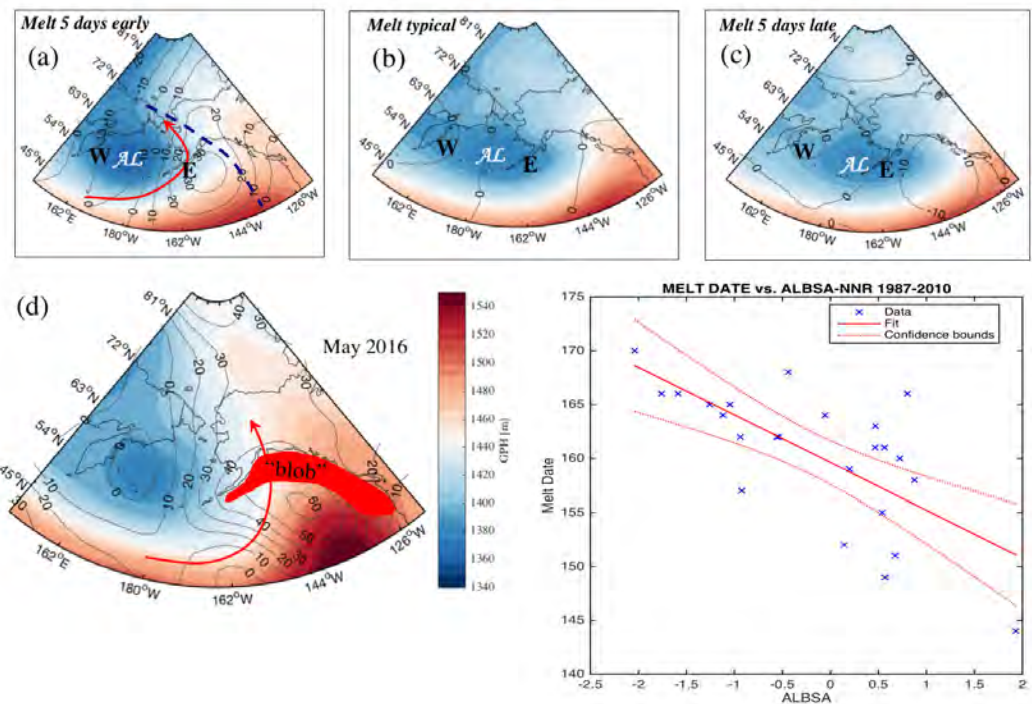 Melt 5 days early
(a)
81°N
72°N
63°N
54°N
45°N
W
AL
E
162°E
180°W
162°W
144°W
126°W
Melt typical
(b)
81°N
72°N
63°N
54°N
45°N
W
AL
E
162°E
180°W
162°W
144°W
126°W
Melt 5 days late
(c)
81°N
72°N
63°N
54°N
45°N
W
AL
E
162°E
180°W
162°W
144°W
126°W
(d)
May 2016
81°N
72°N
63°N
54°N
45°N
"blob"
162°E
180°W
162°W
144°W
126°W
1540
1520
1500
1480
1460
1440
1420
1400
1380
1360
1340
GPH [m]
MELT DATE vs. ALBSA-NNR 1987-2010
Data
Fit
Confidence bounds
175
170
165
160
155
150
145
140
Melt Date
-2.5 -2 -1.5 -1 -0.5 0 0.5 1 1.5 2
ALBSA